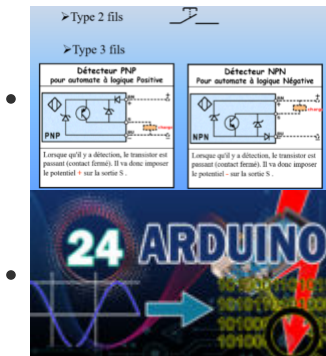 ➢Type 2 fils
➢Type 3 fils
Détecteur PNP
pour automate à logique Positive
PNP
Lorsque qu'il y a détection, le transistor est
passant (contact fermé). Il va donc imposer
le potentiel + sur la sortie S .
Détecteur NPN
Pour automate à logique Négative
NPN
Lorsque qu'il y a détection, le transistor est
passant (contact fermé). Il va donc imposer
le potentiel - sur la sortie S .
24 ARDUINO